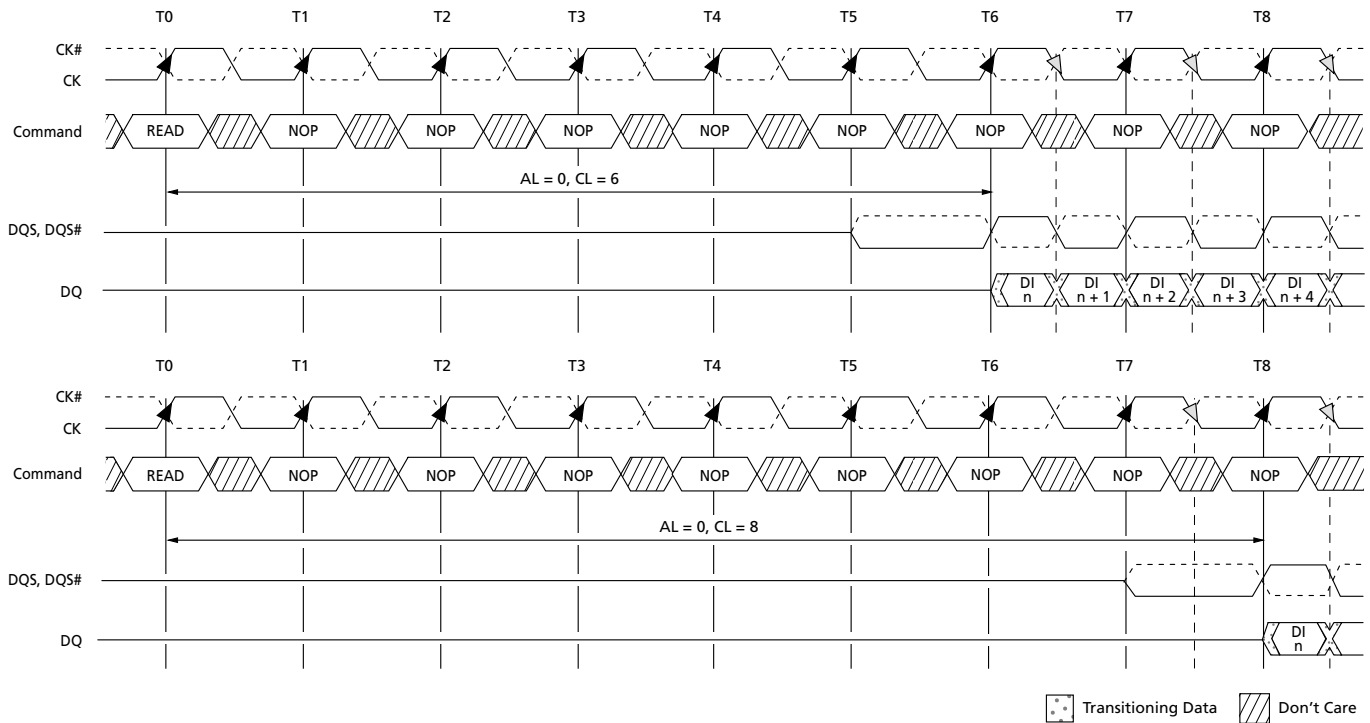 T0 T1 T2 T3 T4 T5 T6 T7 T8
CK#
CK
Command READ NOP NOP NOP NOP NOP NOP NOP NOP
AL = 0, CL = 6
DQS, DQS#
DQ DI n DI n + 1 DI n + 2 DI n + 3 DI n + 4
T0 T1 T2 T3 T4 T5 T6 T7 T8
CK#
CK
Command READ NOP NOP NOP NOP NOP NOP NOP NOP
AL = 0, CL = 8
DQS, DQS#
DQ DI n
Transitioning Data Don't Care